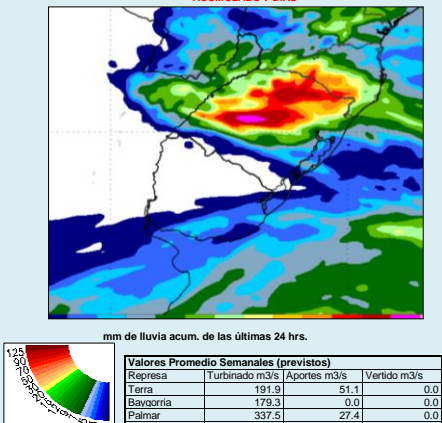 mm de lluvia acum. de las últimas 24 hrs.
125
Valores Promedio Semanales (previstos)
Represa Turbinado m3/s Aportes m3/s Vertido m3/s
Terra 191.9 51.1 0.0
Baygorria 179.3 0.0 0.0
Palmar 337.5 27.4 0.0